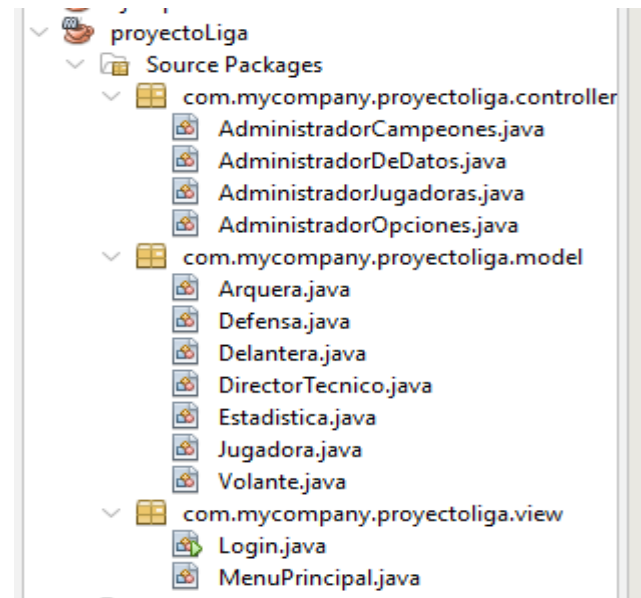 proyectoLiga
Source Packages
com.mycompany.proyectoliga.controller
AdministradorCampeones.java
AdministradorDeDatos.java
AdministradorJugadoras.java
AdministradorOpciones.java
com.mycompany.proyectoliga.model
Arquera.java
Defensa.java
Delantera.java
DirectorTecnico.java
Estadistica.java
Jugadora.java
Volante.java
com.mycompany.proyectoliga.view
Login.java
MenuPrincipal.java